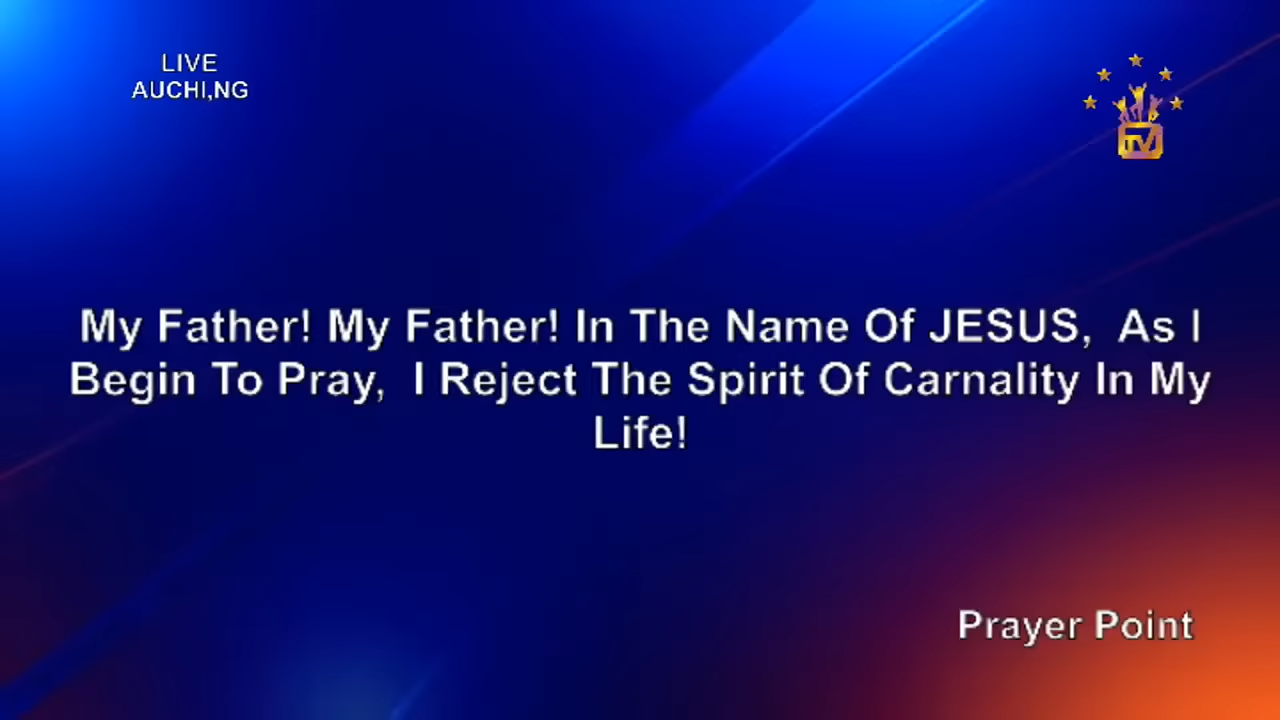 LIVE
AUCHI,NG
TV
My Father! My Father! In The Name Of JESUS,  As I
Begin To Pray,  I Reject The Spirit Of Carnality In My
Life!
Prayer Point